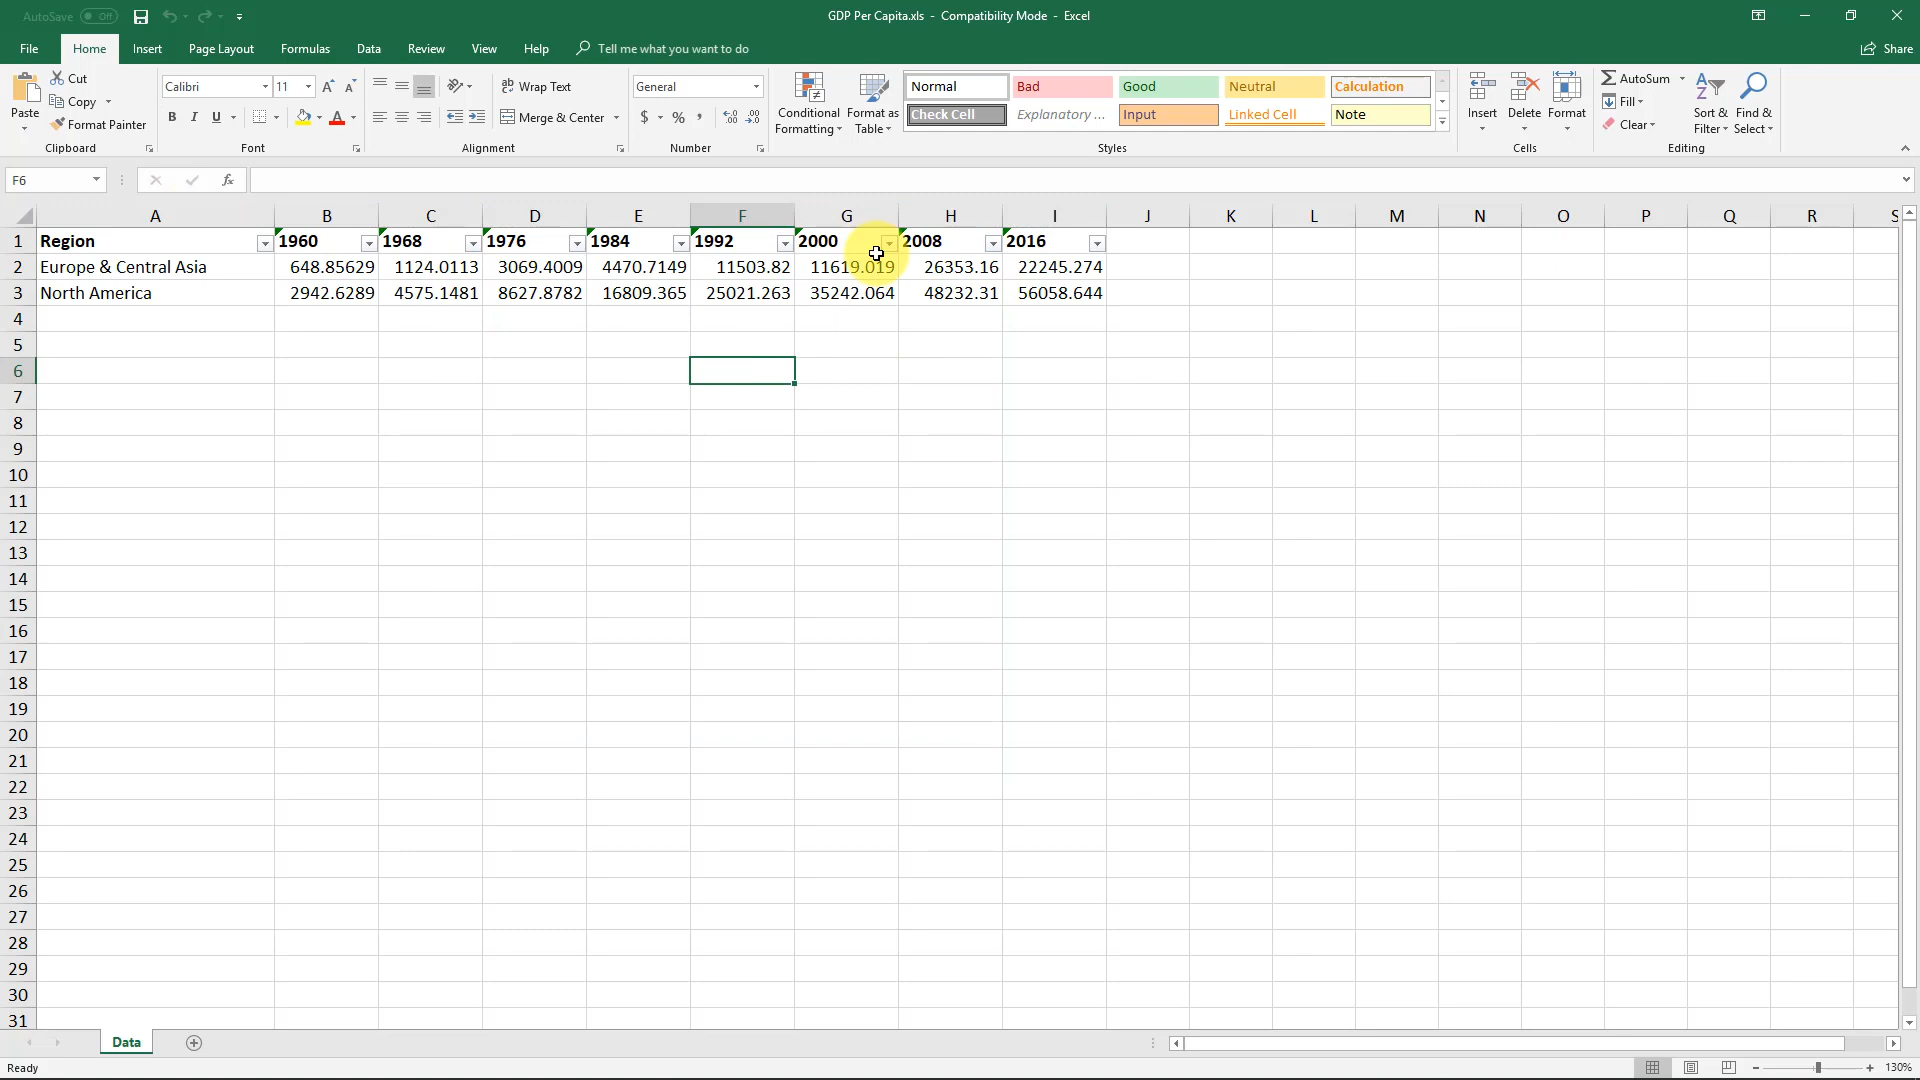 AutoSave Off GDP Per Capita.xls - Compatibility Mode - Excel
File Home Insert Page Layout Formulas Data Review View Help Tell me what you want to do Share
Paste Cut Copy Format Painter
Clipboard
Calibri 11
B I U
Font
Wrap Text
Merge & Center
Alignment
General
$ % ,
Number
Conditional Formatting
Format as Table
Normal Bad Good Neutral Calculation
Check Cell Explanatory ... Input Linked Cell Note
Styles
Insert Delete Format
Cells
AutoSum
Fill
Clear
Sort & Filter
Find & Select
Editing
F6 fx
A B C D E F G H I J K L M N O P Q R S
1 Region 1960 1968 1976 1984 1992 2000 2008 2016
2 Europe & Central Asia 648.85629 1124.0113 3069.4009 4470.7149 11503.82 11619.019 26353.16 22245.274
3 North America 2942.6289 4575.1481 8627.8782 16809.365 25021.263 35242.064 48232.31 56058.644
4
5
6
7
8
9
10
11
12
13
14
15
16
17
18
19
20
21
22
23
24
25
26
27
28
29
30
31
Data
Ready 130%